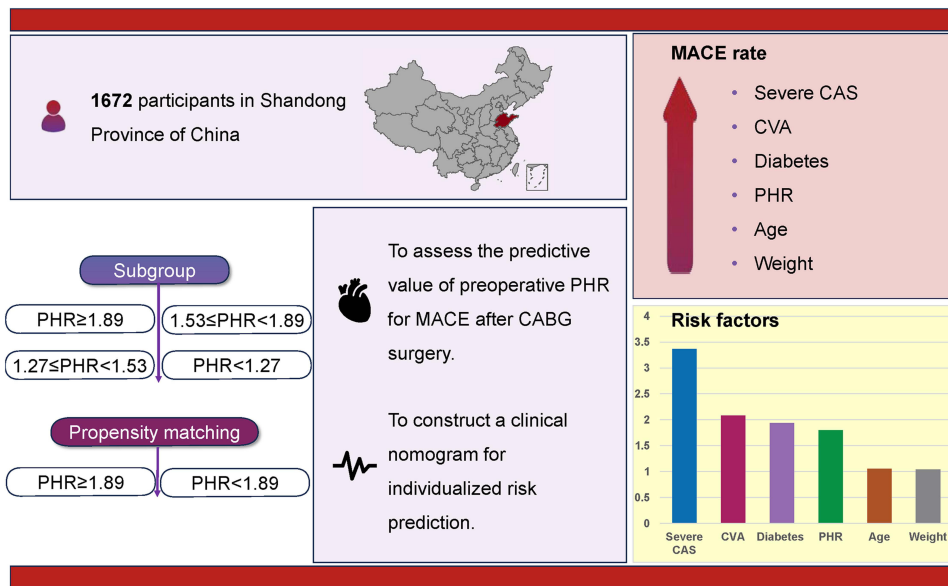 1672 participants in Shandong
Province of China
Subgroup
PHR≥1.89
1.53≤PHR<1.89
1.27≤PHR<1.53
PHR<1.27
Propensity matching
PHR≥1.89
PHR<1.89
To assess the predictive
value of preoperative PHR
for MACE after CABG
surgery.
To construct a clinical
nomogram for
individualized risk
prediction.
MACE rate
• Severe CAS
• CVA
• Diabetes
• PHR
• Age
• Weight
Risk factors
4
3.5
3
2.5
2
1.5
1
0.5
0
Severe
CAS
CVA
Diabetes
PHR
Age
Weight